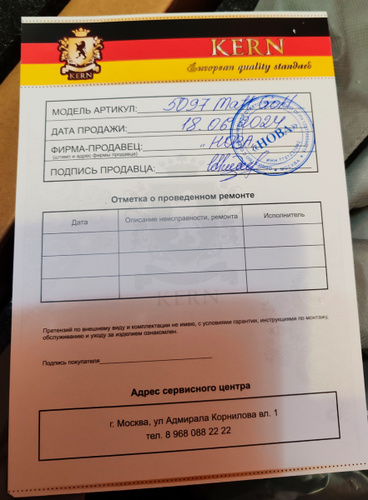 KERN
European quality standard
KERN
МОДЕЛЬ АРТИКУЛ: 5097 Matt Gold
ДАТА ПРОДАЖИ: 18.06.2024
ФИРМА-ПРОДАВЕЦ: „НОВА"
(штамп и адрес фирмы продавца)
«НОВА»
ПОДПИСЬ ПРОДАВЦА:
Отметка о проведенном ремонте
Дата Описание неисправности, ремонта Исполнитель
KERN
Претензий по внешнему виду и комплектации не имею, с условиями гарантии, инструкциями по монтажу,
обслуживанию и уходу за изделием ознакомлен.
Подпись покупателя
Адрес сервисного центра
г. Москва, ул Адмирала Корнилова вл. 1
тел. 8 968 088 22 22